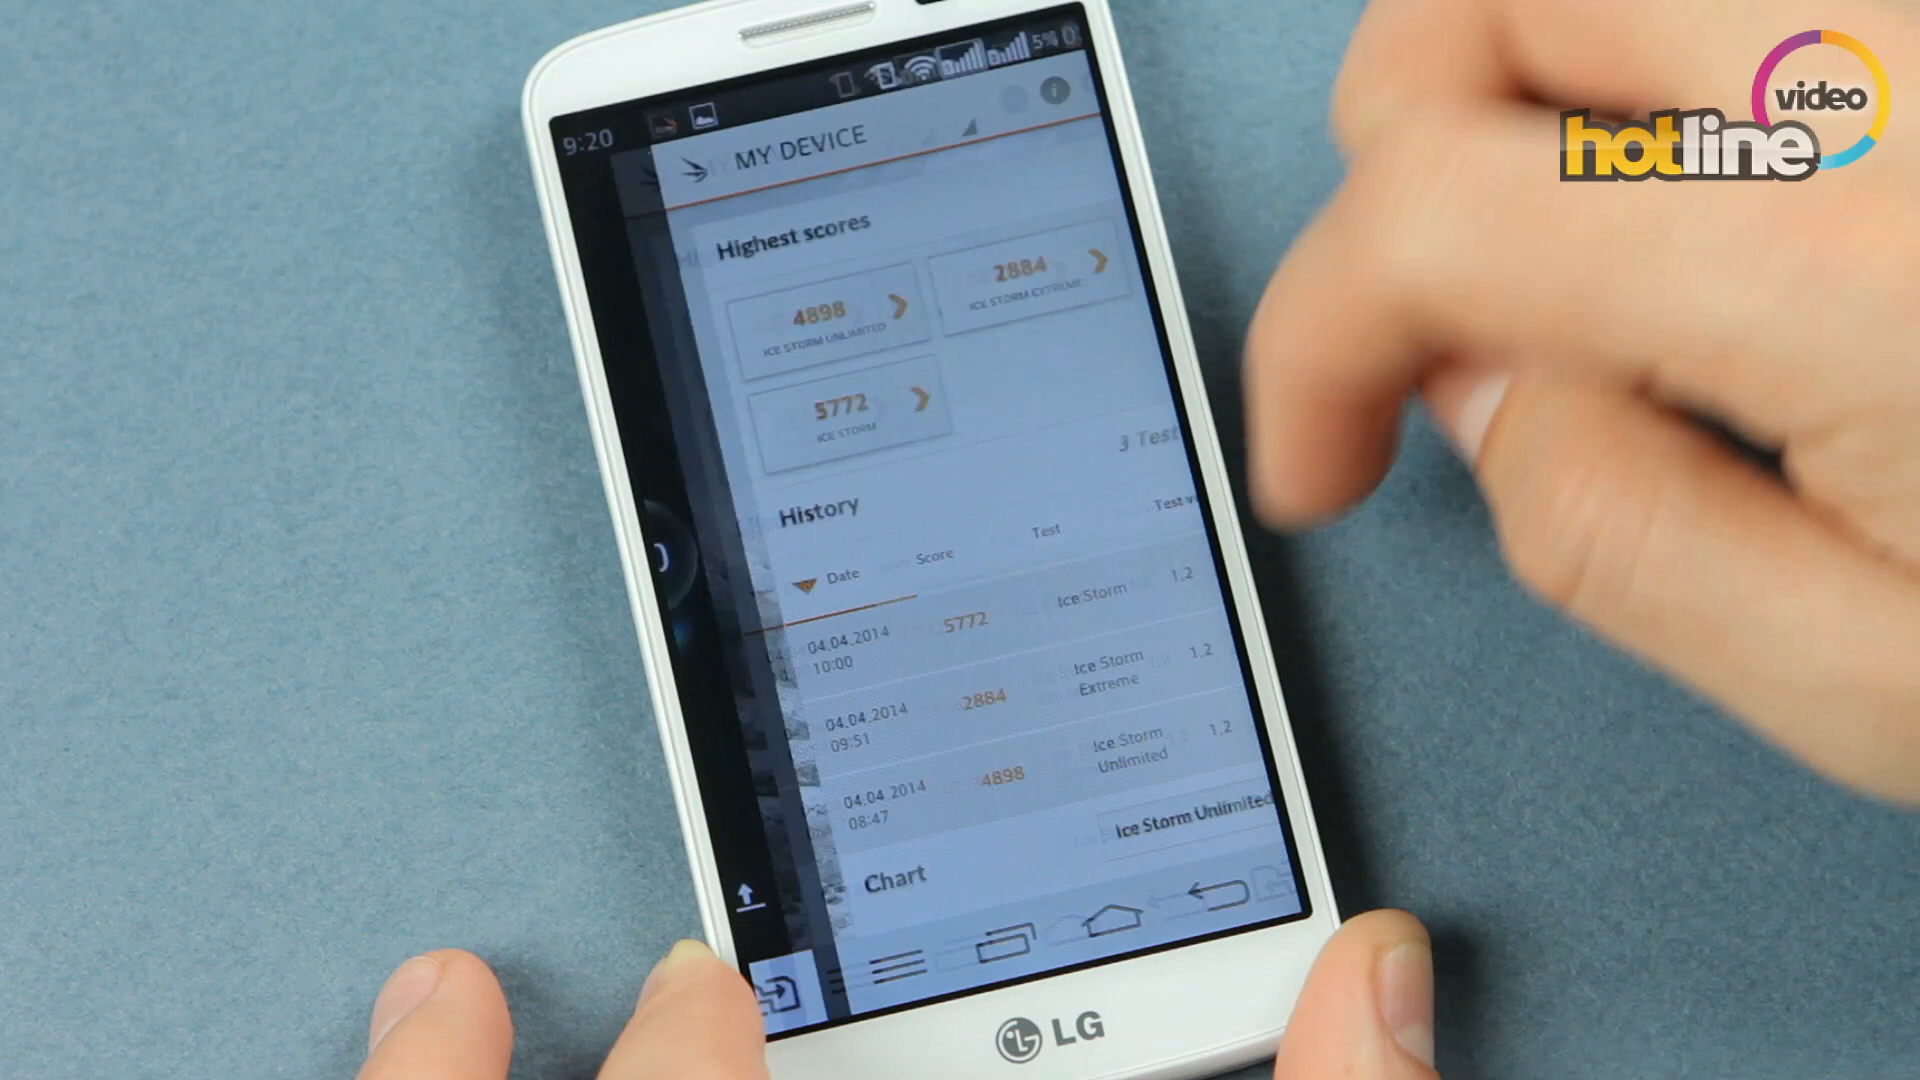 video
hotline
9:20
5%
MY DEVICE
Highest scores
4898
ICE STORM UNLIMITED
2884
ICE STORM EXTREME
5772
ICE STORM
3 Test
History
Date Score Test Test v
04.04.2014 5772 Ice Storm 1.2
10:00
04.04.2014 2884 Ice Storm 1.2
09:51 Extreme
04.04.2014 4898 Ice Storm 1.2
08:47 Unlimited
Ice Storm Unlimited
Chart
LG